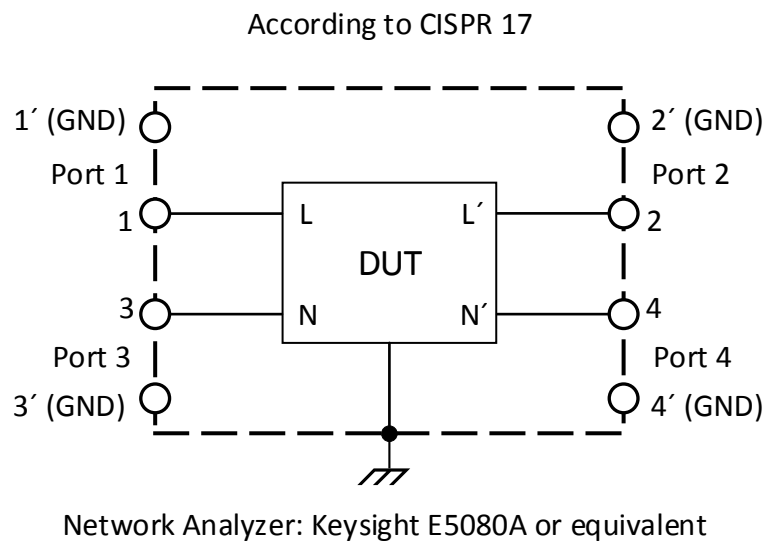 According to CISPR 17
1´ (GND)
2´ (GND)
Port 1
Port 2
1
L
L´
2
DUT
3
N
N´
4
Port 3
Port 4
3´ (GND)
4´ (GND)
Network Analyzer: Keysight E5080A or equivalent